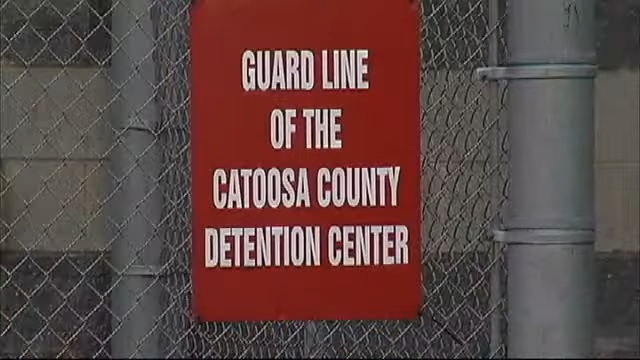 GUARD LINE
OF THE
CATOOSA COUNTY
DETENTION CENTER